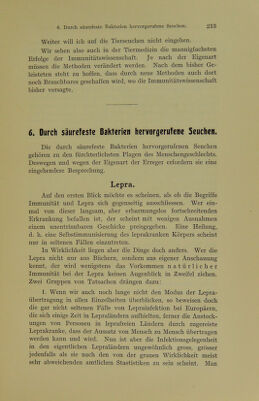 6. Durch säurefeste Bakterien hervorgerufene Seuchen. 233
Weiter will ich auf die Tierseuchen nicht eingehen.
Wir sehen also auch in der Tiermedizin die mannigfachsten
Erfolge der Immunitätswissenschaft. Je nach der Eigenart
müssen die Methoden verändert werden. Nach dem bisher Ge-
leisteten steht zu hoffen, dass durch neue Methoden auch dort
noch Brauchbares geschaffen wird, wo die Immunitätswissenschaft
bisher versagte.
6. Durch säurefeste Bakterien hervorgerufene Seuchen.
Die durch säurefeste Bakterien hervorgerufenen Seuchen
gehören zu den fürchterlichsten Plagen des Menschengeschlechts.
Deswegen und wegen der Eigenart der Erreger erfordern sie eine
eingehendere Besprechung.
Lepra.
Auf den ersten Blick möchte es scheinen, als ob die Begriffe
Immunität und Lepra sich gegenseitig ausschliessen. Wer ein-
mal von dieser langsam, aber erbarmungslos fortschreitenden
Erkrankung befallen ist, der scheint mit wenigen Ausnahmen
einem unentrinnbaren Geschicke preisgegeben. Eine Heilung,
d. h. eine Selbstimmunisierung des leprakranken Körpers scheint
nur in seltenen Fällen einzutreten.
In Wirklichkeit liegen aber die Dinge doch anders. Wer die
Lepra nicht nur aus Büchern, sondern aus eigener Anschauung
kennt, der wird wenigstens das Vorkommen natürlicher
Immunität bei der Lepra keinen Augenblick in Zweifel ziehen.
Zwei Gruppen von Tatsachen drängen dazu:
1. Wenn wir auch noch lange nicht den Modus der Lepra-
übertragung in allen Einzelheiten überblicken, so beweisen doch
die gar nicht seltenen Fälle von Lepraïnfektion bei Europäern,
die sich einige Zeit in Lepraländern aufhielten, ferner die Ansteck-
ungen von Personen in leprafreien Ländern durch zugereiste
Leprakranke, dass der Aussatz von Mensch zu Mensch übertragen
werden kann und wird. Nun ist aber die Infektionsgelegenheit
in den eigentlichen Lepraländern ungewöhnlich gross, grösser
jedenfalls als sie nach den von der grauen Wirklichkeit meist
sehr abweichenden amtlichen Staatistiken zu sein scheint. Man